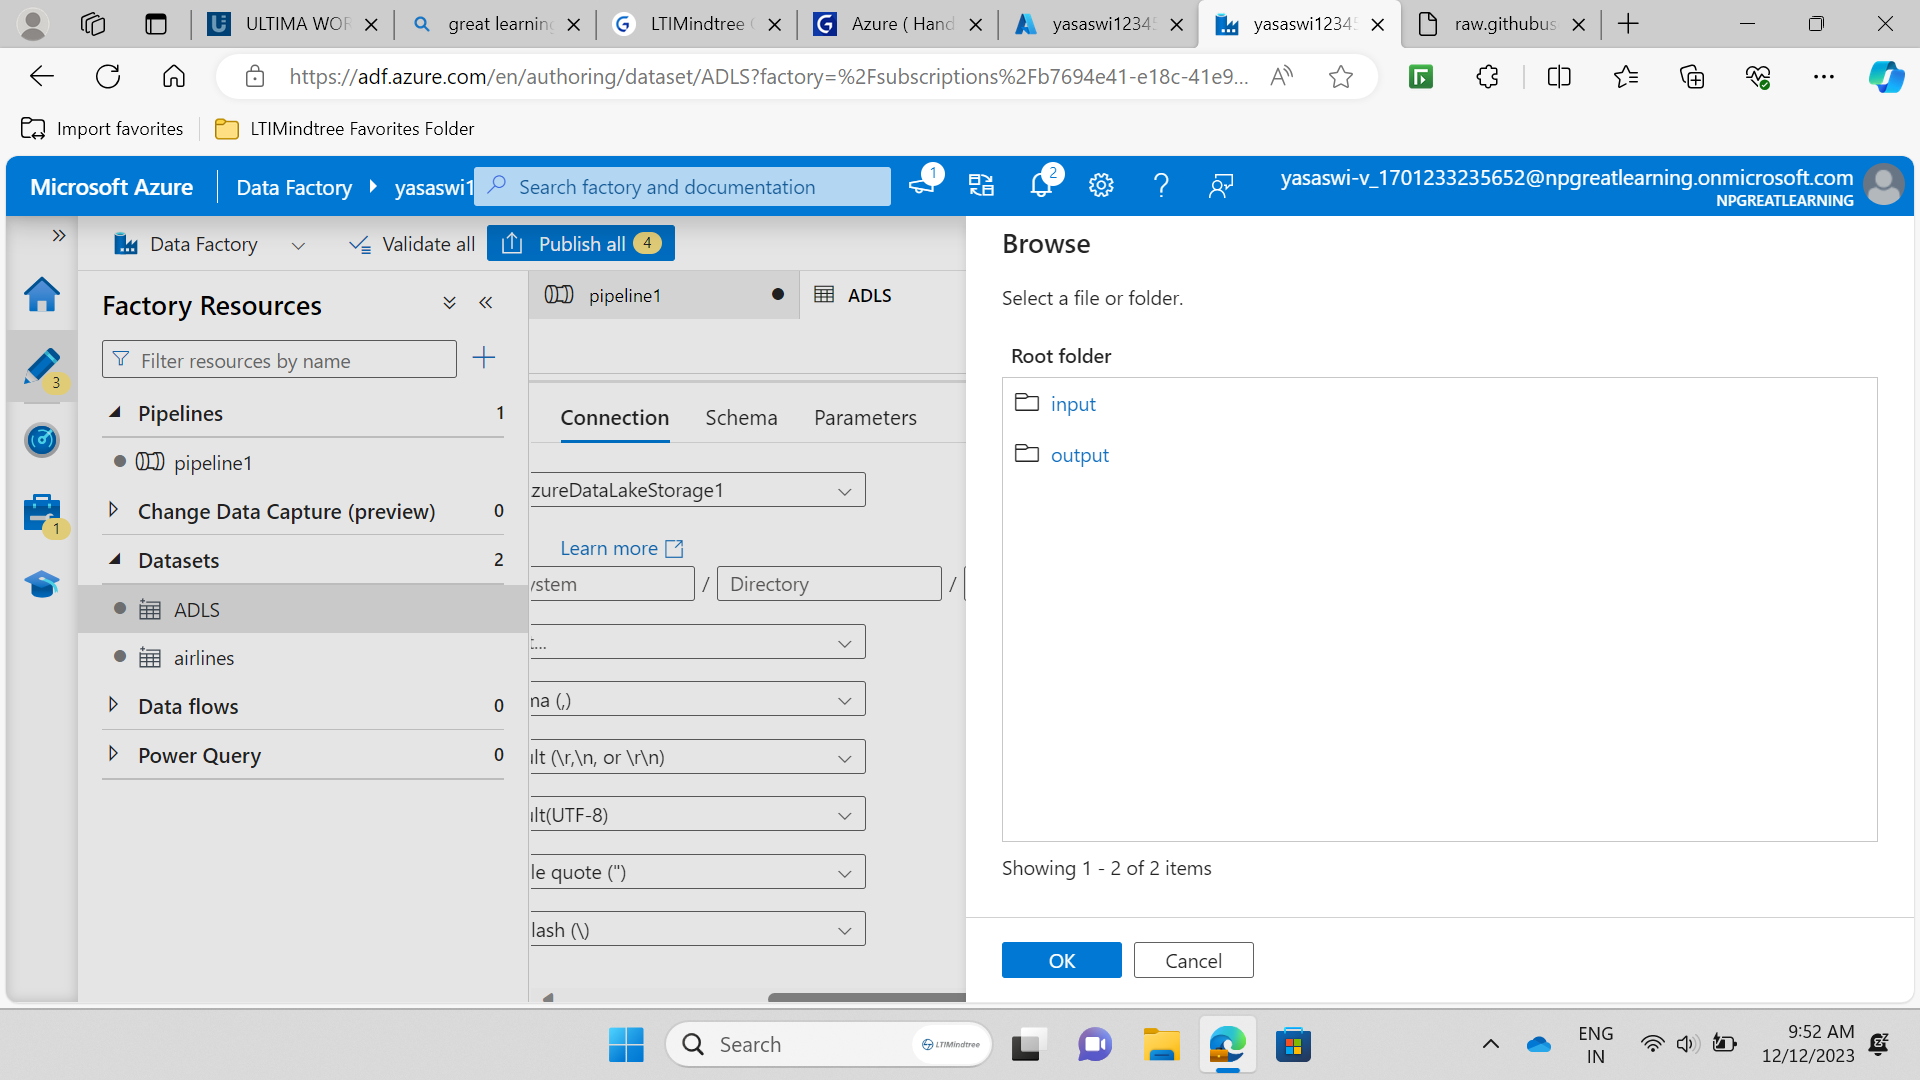 ULTIMA WOR
great learning
LTIMindtree
Azure ( Hand
yasaswi1234
yasaswi1234
raw.githubus
https://adf.azure.com/en/authoring/dataset/ADLS?factory=%2Fsubscriptions%2Fb7694e41-e18c-41e9...
Import favorites
LTIMindtree Favorites Folder
Microsoft Azure
Data Factory
yasaswi1
Search factory and documentation
1
2
yasaswi-v_1701233235652@npgreatlearning.onmicrosoft.com
NPGREATLEARNING
Data Factory
Validate all
Publish all 4
Factory Resources
Filter resources by name
3
1
Pipelines 1
pipeline1
Change Data Capture (preview) 0
Datasets 2
ADLS
airlines
Data flows 0
Power Query 0
pipeline1
ADLS
Connection
Schema
Parameters
zureDataLakeStorage1
Learn more
ystem / Directory /
t...
ma (,)
ult (\r,\n, or \r\n)
ult(UTF-8)
le quote (")
lash (\)
Browse
Select a file or folder.
Root folder
input
output
Showing 1 - 2 of 2 items
OK
Cancel
Search
LTIMindtree
ENG
IN
9:52 AM
12/12/2023